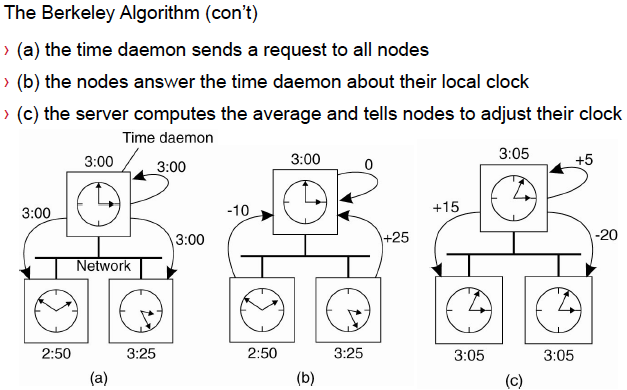 The Berkeley Algorithm (con’t)
› (a) the time daemon sends a request to all nodes
› (b) the nodes answer the time daemon about their local clock
› (c) the server computes the average and tells nodes to adjust their clock
Time daemon
3:00
3:00
3:00
3:00
Network
2:50
3:25
(a)
3:00
0
-10
+25
2:50
3:25
(b)
3:05
+5
+15
-20
3:05
3:05
(c)